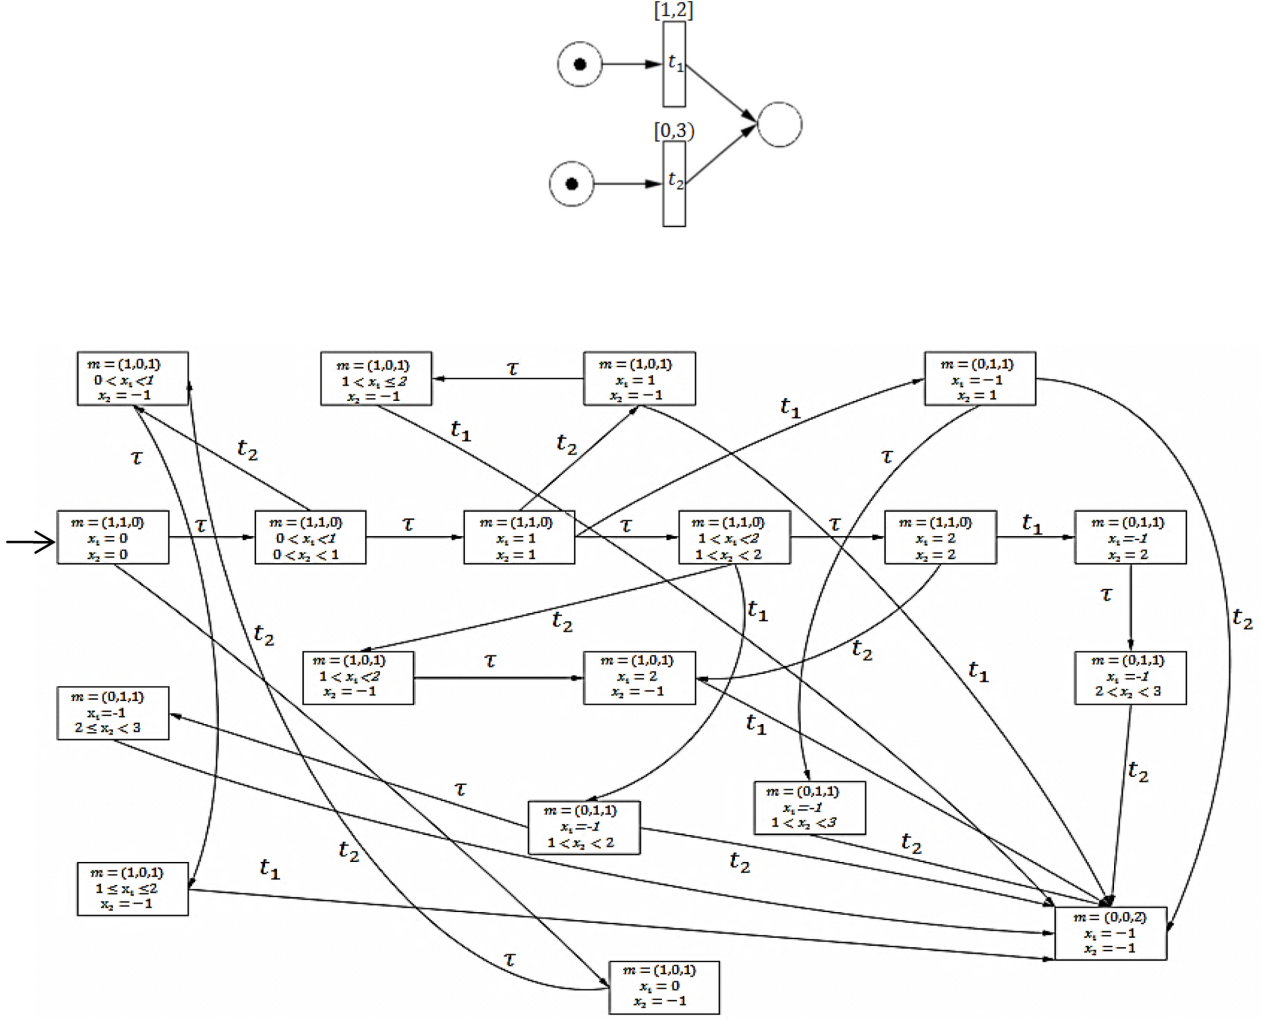 [1,2]
t1
[0,3)
t2
m = (1,0,1)
0 < x1 < 1
x2 = −1
m = (1,0,1)
1 < x1 ≤ 2
x2 = −1
τ
m = (1,0,1)
x1 = 1
x2 = −1
m = (0,1,1)
x1 = −1
x2 = 1
t1
t1
t2
t2
τ
τ
m = (1,1,0)
x1 = 0
x2 = 0
τ
m = (1,1,0)
0 < x1 < 1
0 < x2 < 1
τ
m = (1,1,0)
x1 = 1
x2 = 1
τ
m = (1,1,0)
1 < x1 < 2
1 < x2 < 2
τ
m = (1,1,0)
x1 = 2
x2 = 2
t1
m = (0,1,1)
x1 = -1
x2 = 2
τ
t1
t2
t2
t2
t2
m = (1,0,1)
1 < x1 < 2
x2 = −1
τ
m = (1,0,1)
x1 = 2
x2 = −1
t1
m = (0,1,1)
x1 = -1
2 < x2 < 3
m = (0,1,1)
x1 = -1
2 ≤ x2 < 3
t1
t2
τ
m = (0,1,1)
x1 = -1
1 < x2 < 2
m = (0,1,1)
x1 = -1
1 < x2 < 3
t2
t2
t2
m = (1,0,1)
1 ≤ x1 ≤ 2
x2 = −1
t1
m = (0,0,2)
x1 = −1
x2 = −1
τ
m = (1,0,1)
x1 = 0
x2 = −1